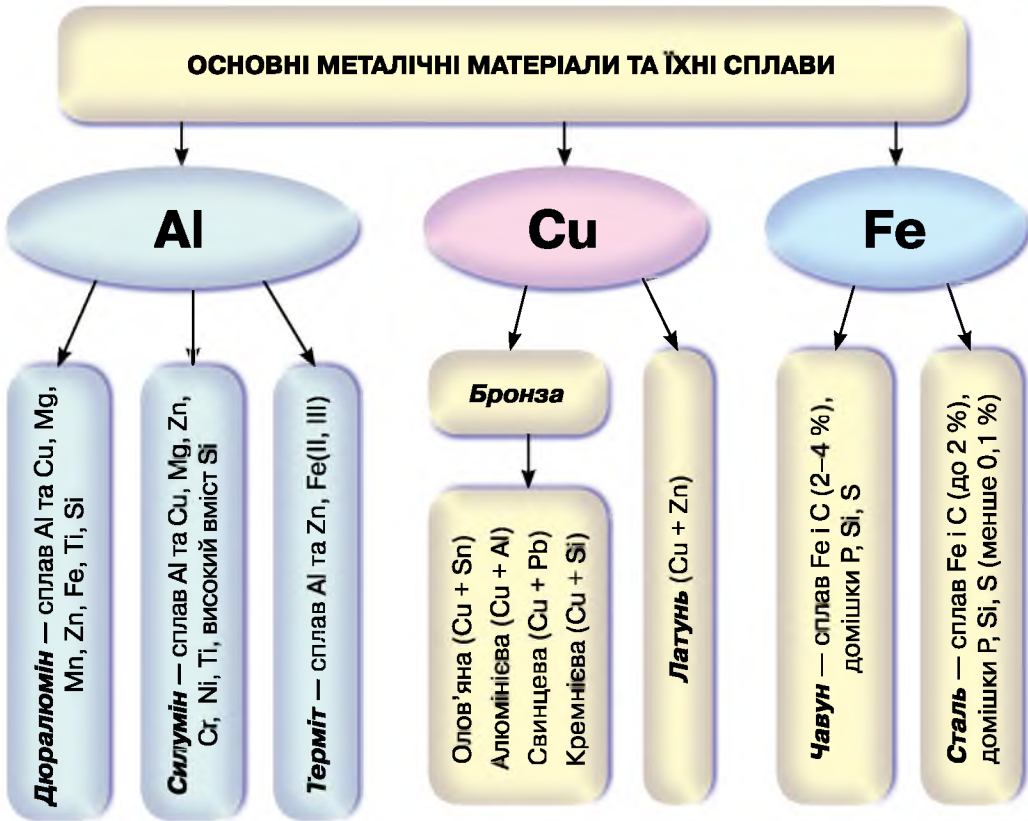 ОСНОВНІ МЕТАЛІЧНІ МАТЕРІАЛИ ТА ЇХНІ СПЛАВИ
Al
Cu
Fe
Дюралюмін — сплав Al та Cu, Mg,
Mn, Zn, Fe, Ti, Si
Силумін — сплав Al та Cu, Mg, Zn,
Cr, Ni, Ti, високий вміст Si
Терміт — сплав Al та Zn, Fe(II, III)
Бронза
Олов’яна (Cu + Sn)
Алюмінієва (Cu + Al)
Свинцева (Cu + Pb)
Кремнієва (Cu + Si)
Латунь (Cu + Zn)
Чавун — сплав Fe і C (2–4 %),
домішки P, Si, S
Сталь — сплав Fe і C (до 2 %),
домішки P, Si, S (менше 0,1 %)